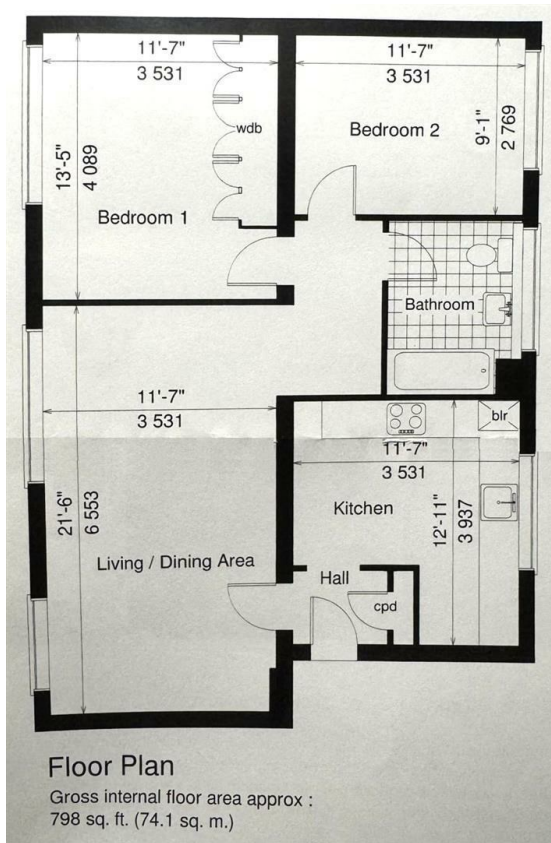 11'-7"
3 531
11'-7"
3 531
wdb
Bedroom 2
9'-1"
2 769
13'-5"
4 089
Bedroom 1
Bathroom
11'-7"
3 531
blr
11'-7"
3 531
Kitchen
12'-11"
3 937
21'-6"
6 553
Living / Dining Area
Hall
cpd
Floor Plan
Gross internal floor area approx :
798 sq. ft. (74.1 sq. m.)